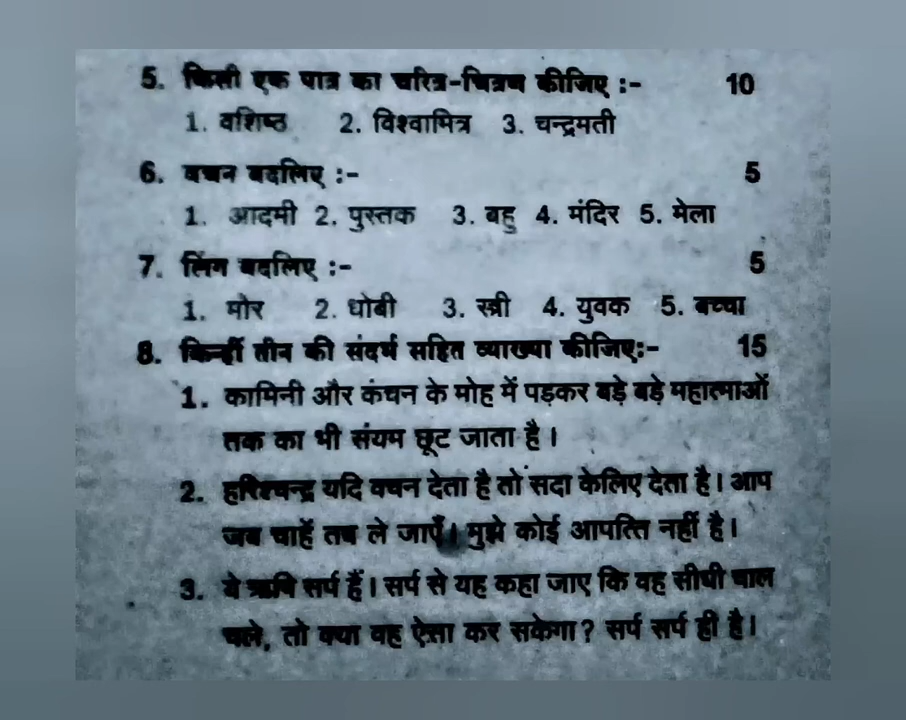 5. किसी एक पात्र का चरित्र-चित्रण कीजिए :- 10
1. वशिष्ठ 2. विश्वामित्र 3. चन्द्रमती
6. वचन बदलिए :- 5
1. आदमी 2. पुस्तक 3. बहु 4. मंदिर 5. मेला
7. लिंग बदलिए :- 5
1. मोर 2. धोबी 3. स्त्री 4. युवक 5. बच्चा
8. किन्हीं तीन की संदर्भ सहित व्याख्या कीजिए:- 15
1. कामिनी और कंचन के मोह में पड़कर बड़े बड़े महात्माओं
तक का भी संयम छूट जाता है।
2. हरिश्चन्द्र यदि वचन देता है तो सदा केलिए देता है। आप
जब चाहें तब ले जाएँ। मुझे कोई आपत्ति नहीं है।
3. ये ऋषि सर्प हैं। सर्प से यह कहा जाए कि वह सीधी चाल
चले, तो क्या वह ऐसा कर सकेगा? सर्प सर्प ही है।